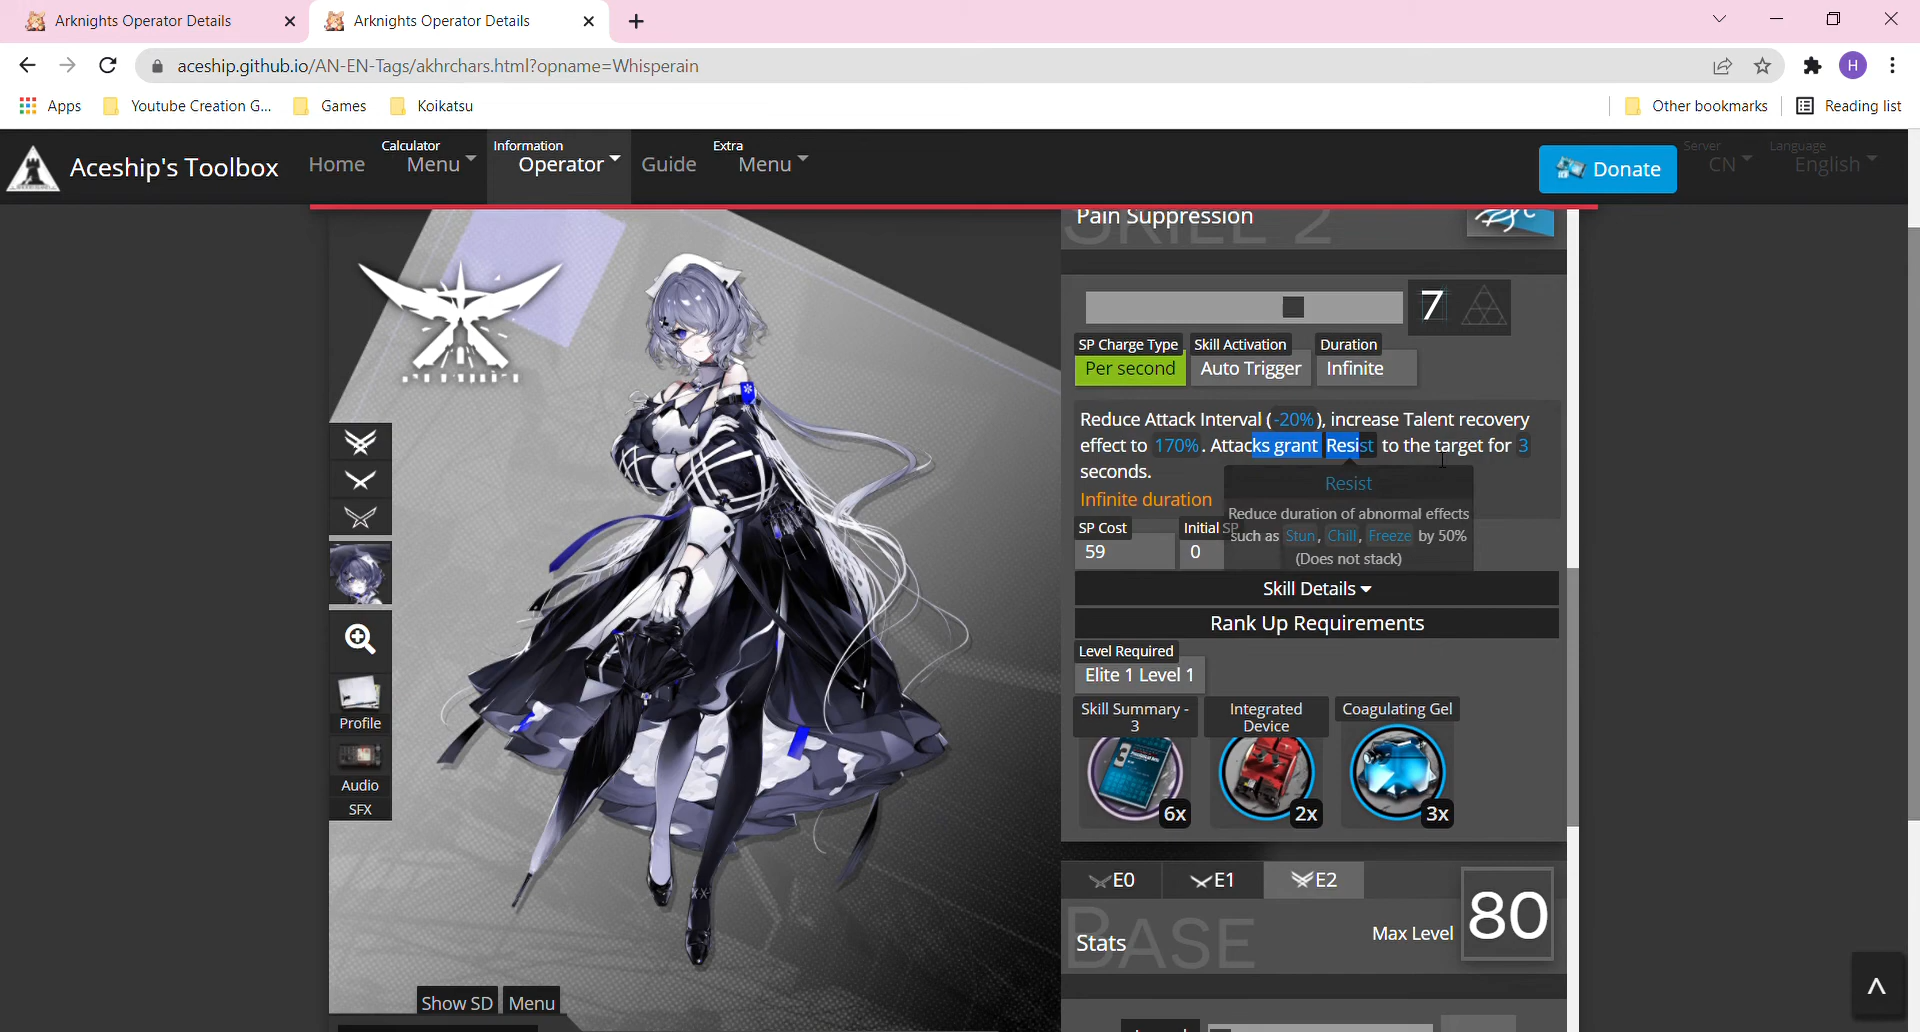 Arknights Operator Details
Arknights Operator Details
aceship.github.io/AN-EN-Tags/akhrchars.html?opname=Whisperain
H
Apps
Youtube Creation G...
Games
Koikatsu
Other bookmarks
Reading list
Aceship's Toolbox
Home
Calculator
Menu
Information
Operator
Guide
Extra
Menu
Donate
Server
CN
Language
English
Pain Suppression
SKILL 2
7
SP Charge Type
Per second
Skill Activation
Auto Trigger
Duration
Infinite
Reduce Attack Interval (-20%), increase Talent recovery
effect to 170%. Attacks grant Resist to the target for 3
seconds.
Infinite duration
Resist
Reduce duration of abnormal effects
such as Stun, Chill, Freeze by 50%
(Does not stack)
SP Cost
59
Initial SP
0
Skill Details
Rank Up Requirements
Level Required
Elite 1 Level 1
Skill Summary -
3
6x
Integrated
Device
2x
Coagulating Gel
3x
E0
E1
E2
BASE
Stats
Max Level
80
Profile
Audio
SFX
Show SD
Menu